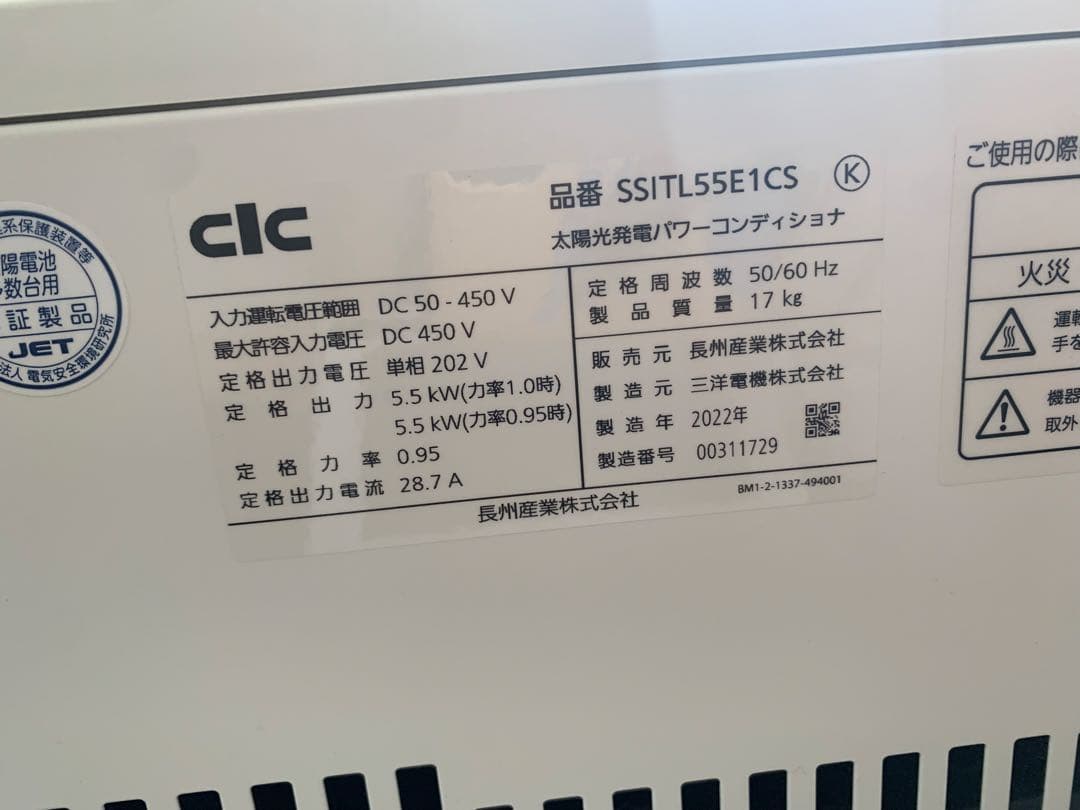 系保護装置等
陽電池
数台用
証製品
JET
法人 電気安全環境研究所
CIC
品番 SSITL55E1CS Ⓚ
太陽光発電パワーコンディショナ
入力運転電圧範囲 DC 50 - 450 V
最大許容入力電圧 DC 450 V
定格出力電圧 単相 202 V
定格出力 5.5 kW(力率1.0時)
5.5 kW(力率0.95時)
定格力率 0.95
定格出力電流 28.7 A
定格周波数 50/60 Hz
製品質量 17 kg
販売元 長州産業株式会社
製造元 三洋電機株式会社
製造年 2022年
製造番号 00311729
長州産業株式会社
BM1-2-1337-494001
ご使用の際
火災
運転
手を
機器
取外